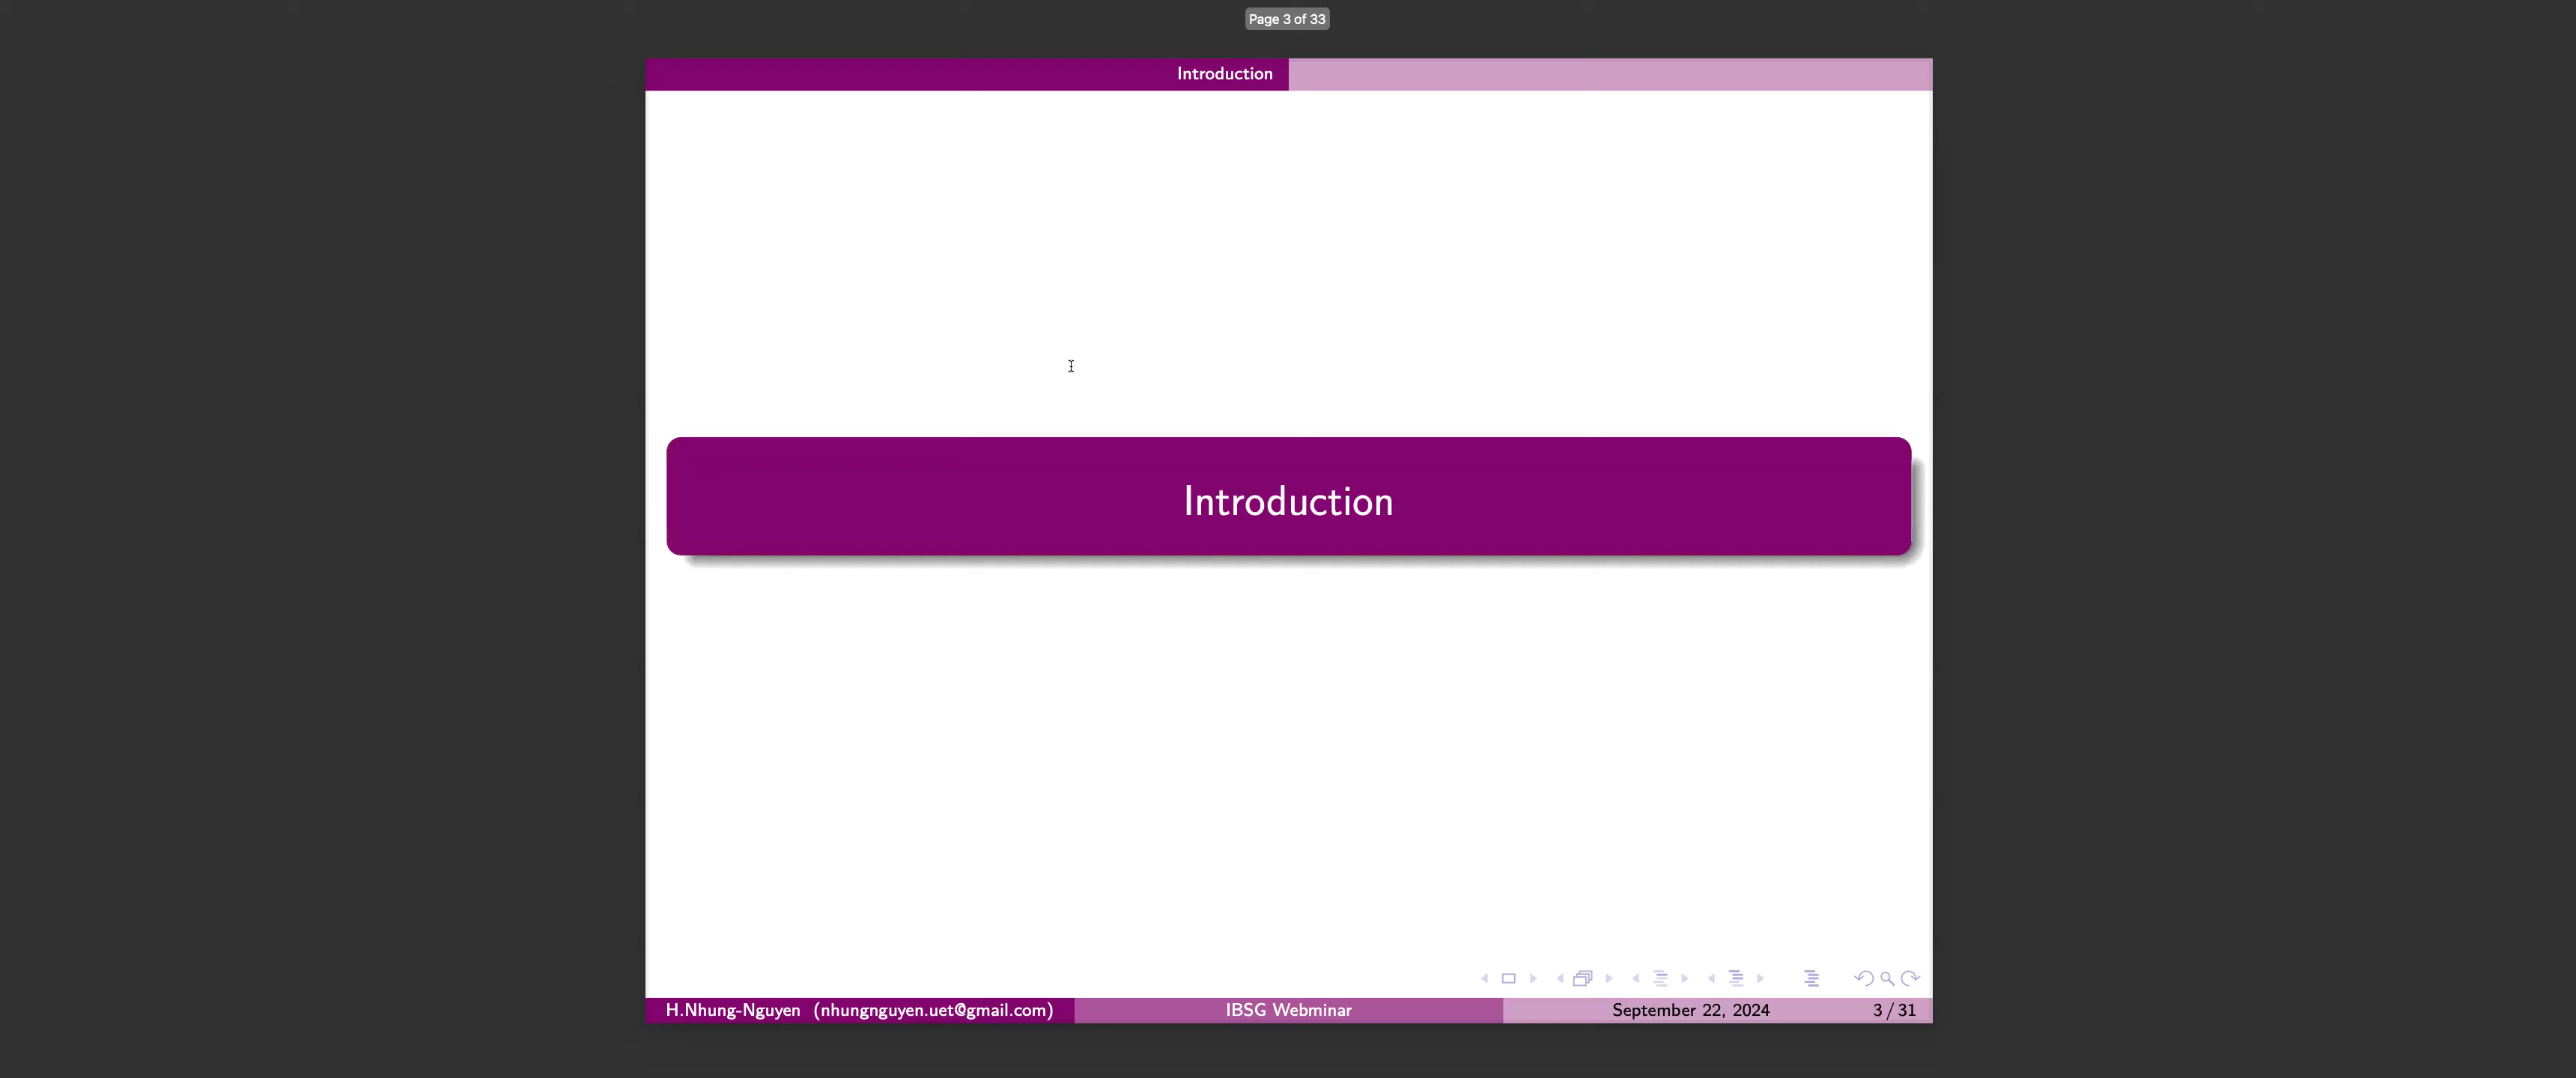 Page 3 of 33
Introduction
Introduction
H.Nhung-Nguyen (nhungnguyen.uet@gmail.com)
IBSG Webminar
September 22, 2024
3 / 31